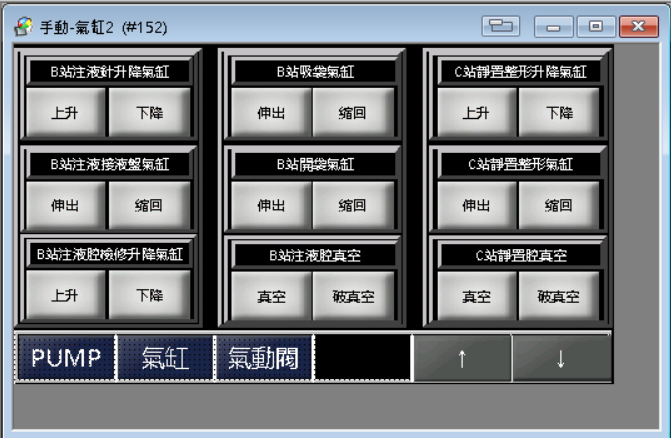 手動-氣缸2 (#152)
B站注液針升降氣缸
上升 下降
B站吸袋氣缸
伸出 縮回
C站靜置整形升降氣缸
上升 下降
B站注液接液盤氣缸
伸出 縮回
B站開袋氣缸
伸出 縮回
C站靜置整形氣缸
伸出 縮回
B站注液腔檢修升降氣缸
上升 下降
B站注液腔真空
真空 破真空
C站靜置腔真空
真空 破真空
PUMP 氣缸 氣動閥 ↑ ↓